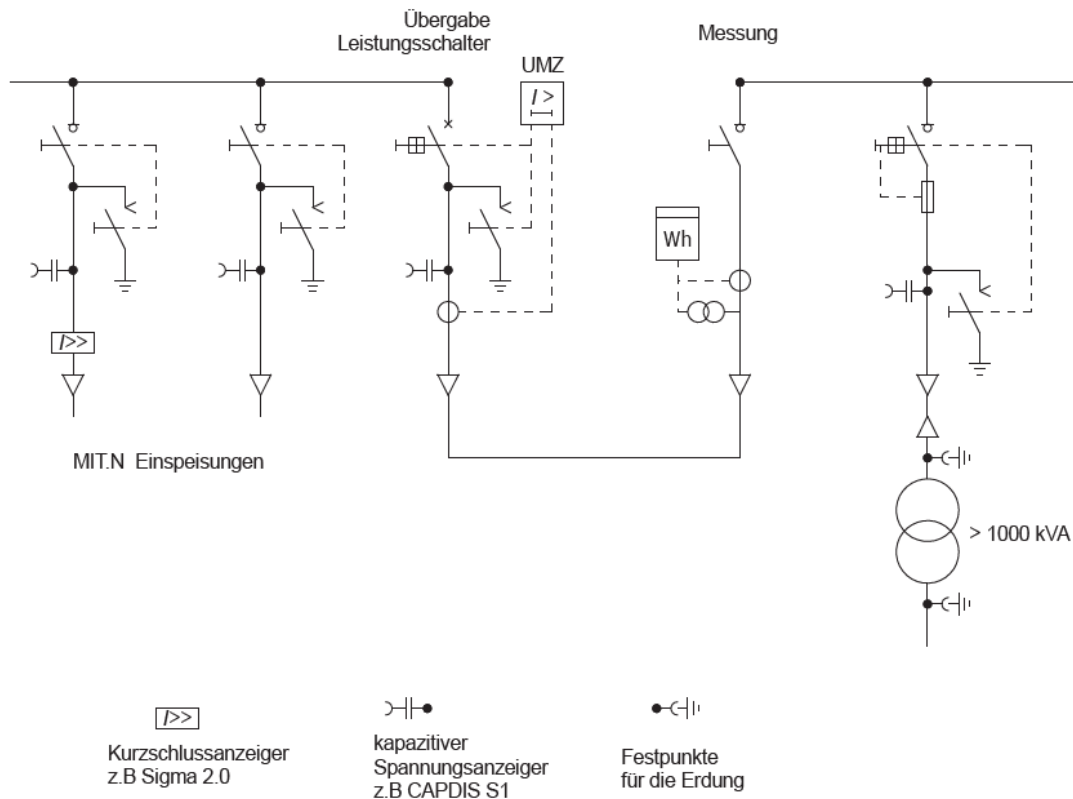 Übergabe
Leistungsschalter
Messung
UMZ
I >
Wh
I>>
MIT.N Einspeisungen
> 1000 kVA
I>>
Kurzschlussanzeiger
z.B Sigma 2.0
kapazitiver
Spannungsanzeiger
z.B CAPDIS S1
Festpunkte
für die Erdung